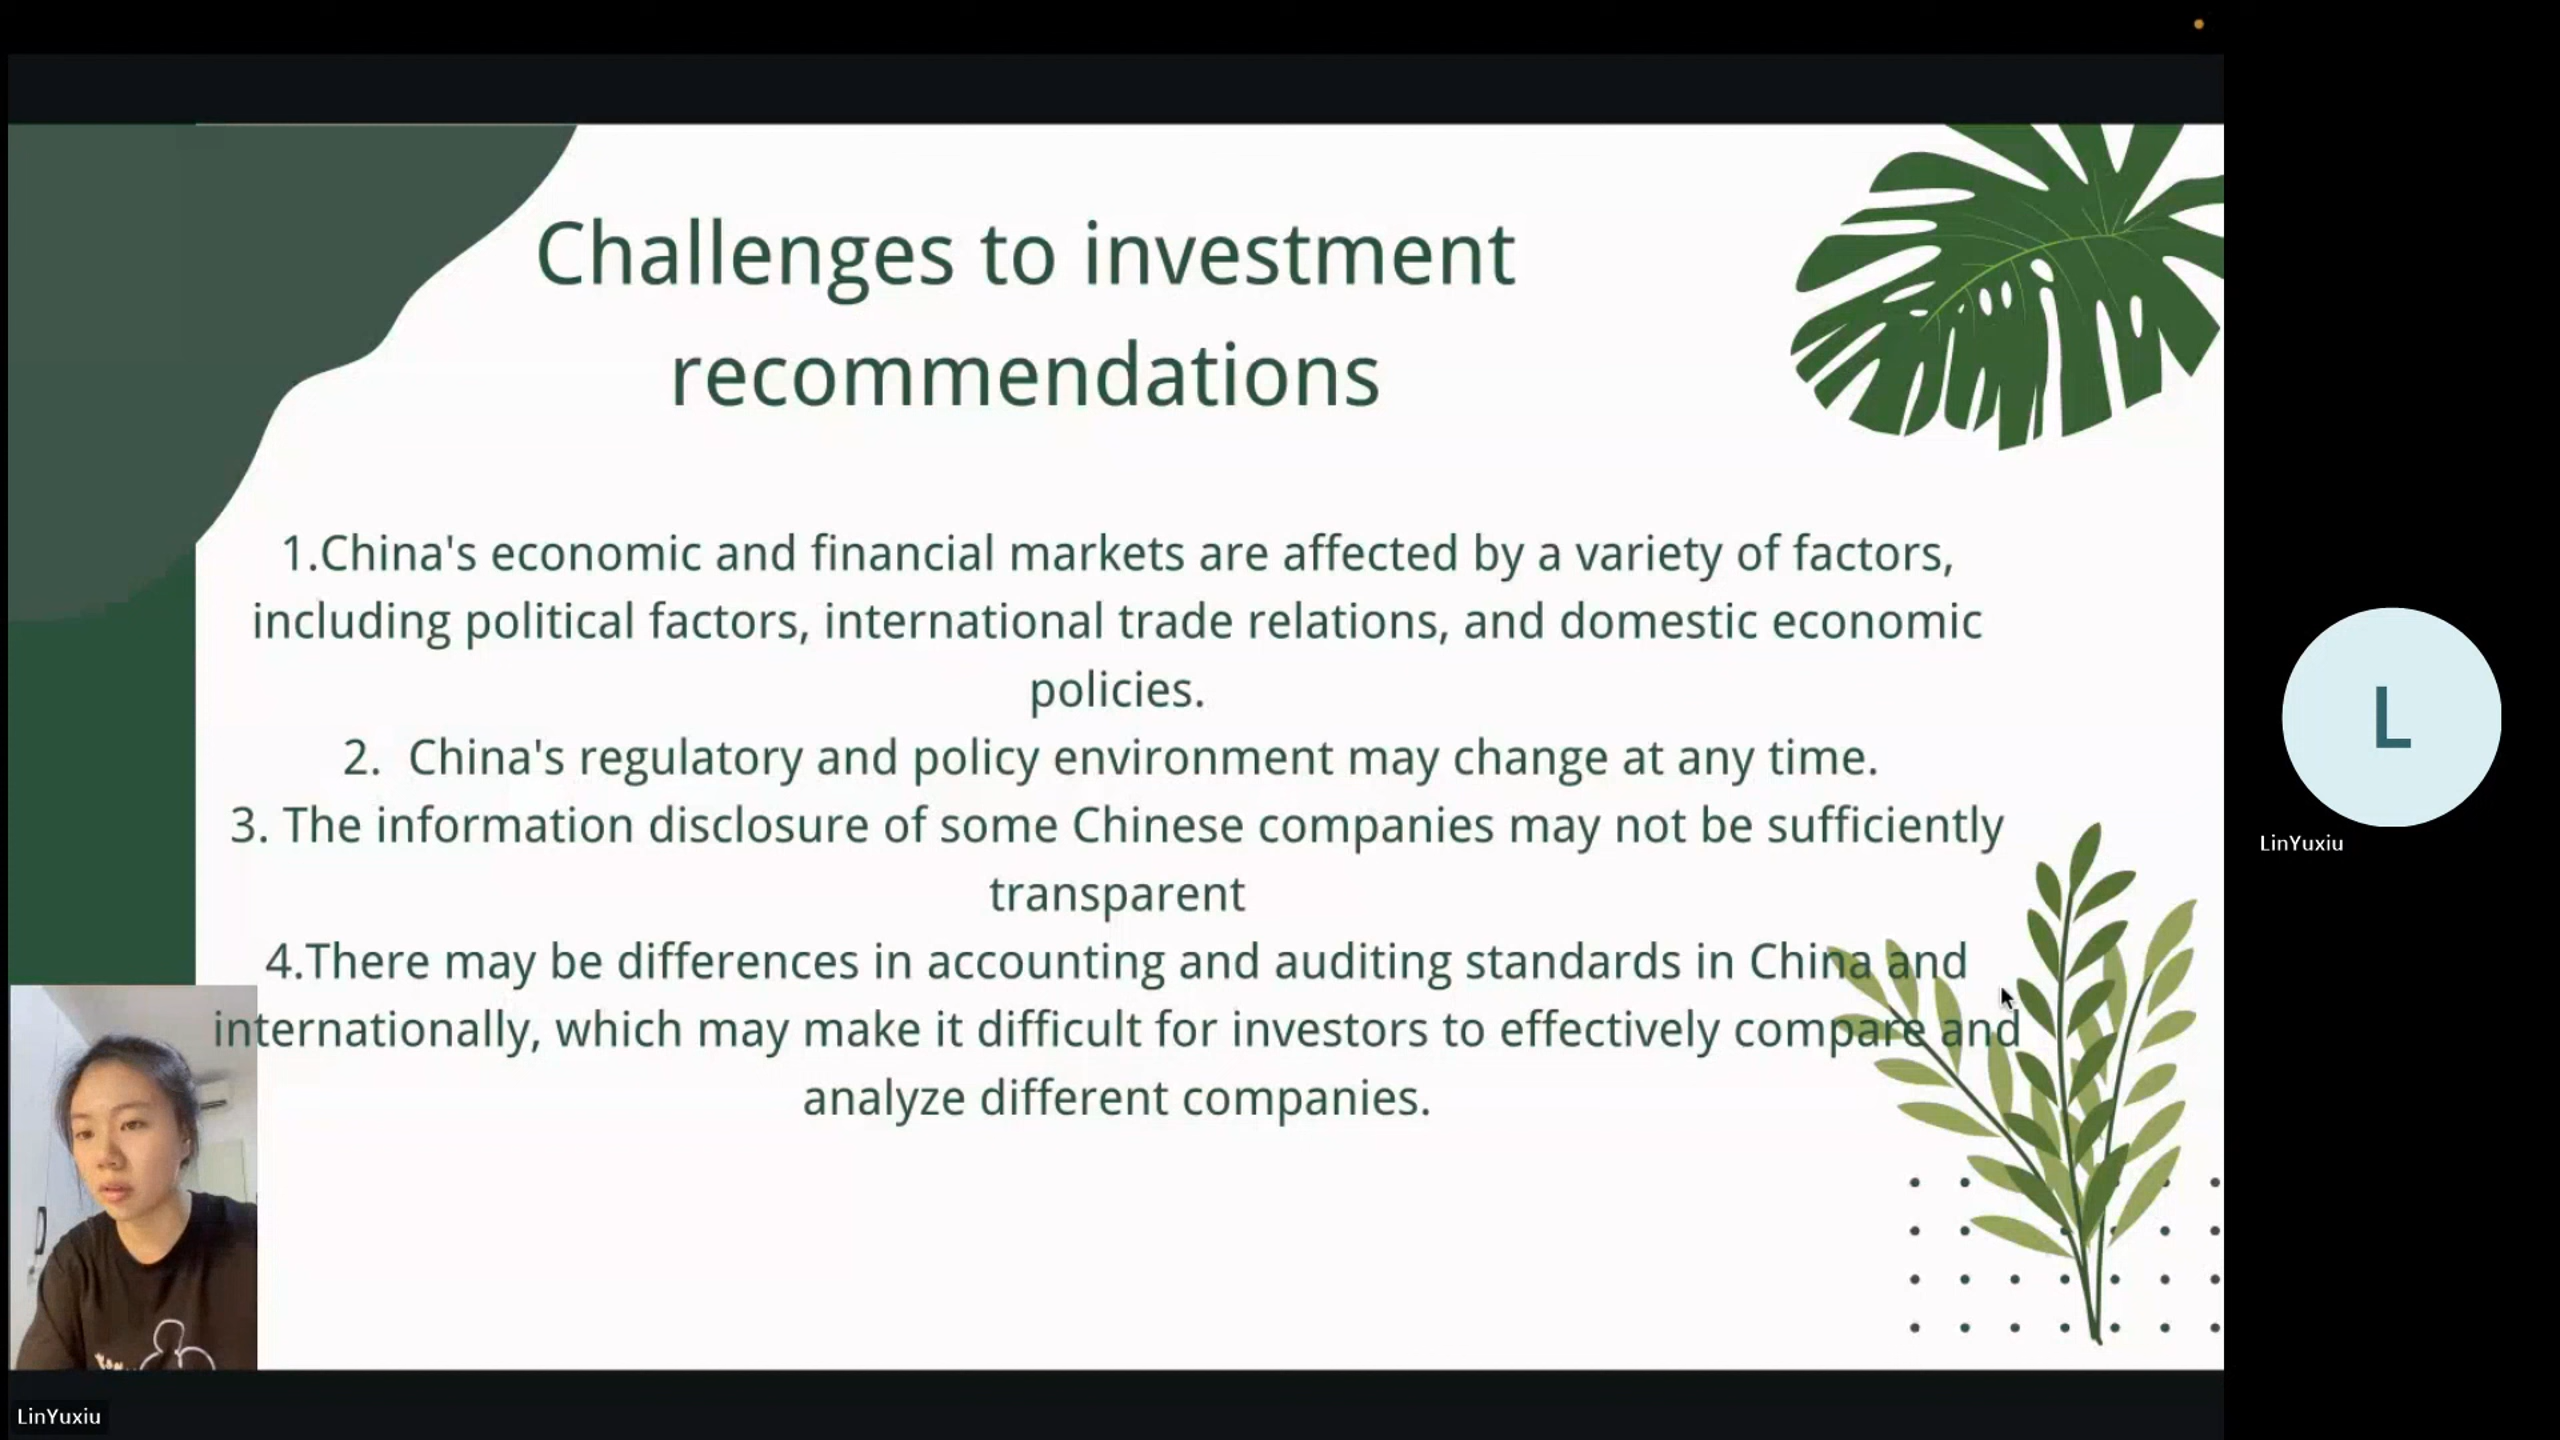 Challenges to investment
recommendations
1.China's economic and financial markets are affected by a variety of factors,
including political factors, international trade relations, and domestic economic
policies.
2.  China's regulatory and policy environment may change at any time.
3. The information disclosure of some Chinese companies may not be sufficiently
transparent
4.There may be differences in accounting and auditing standards in China and
internationally, which may make it difficult for investors to effectively compare and
analyze different companies.
L
LinYuxiu
LinYuxiu